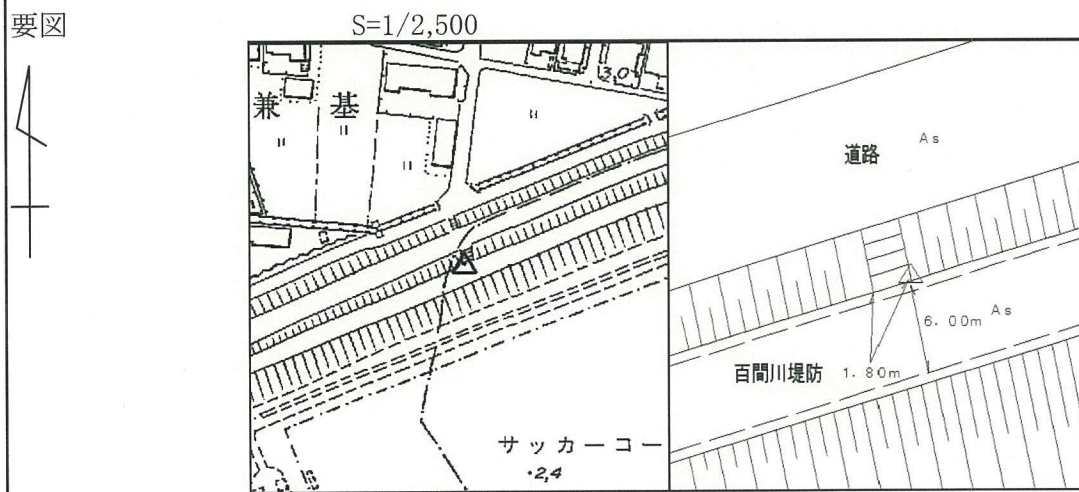 要図
S=1/2,500
3.0
兼 基
道路
As
6.00m
As
百間川堤防
1.80m
サッカーコー
・2,4